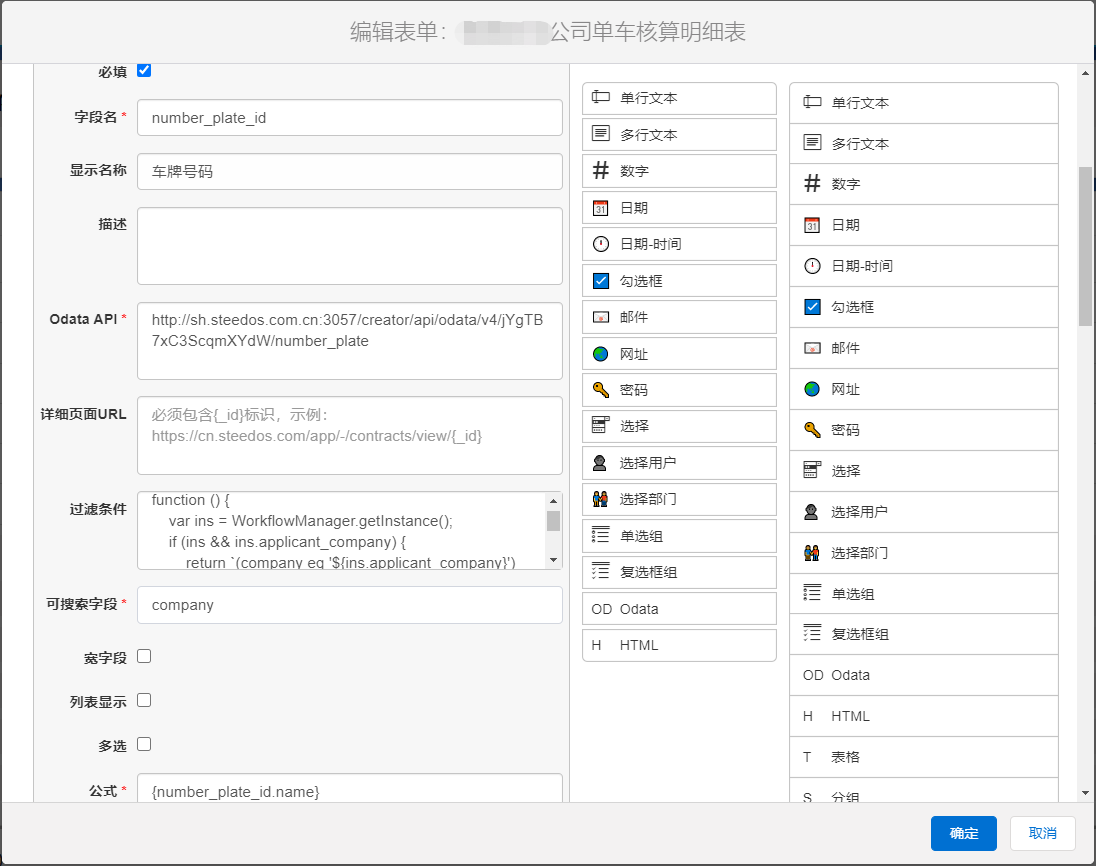 编辑表单：公司单车核算明细表
必填
字段名*
number_plate_id
显示名称
车牌号码
描述
Odata API*
http://sh.steedos.com.cn:3057/creator/api/odata/v4/jYgTB
7xC3ScqmXYdW/number_plate
详细页面URL
必须包含{_id}标识，示例：
https://cn.steedos.com/app/-/contracts/view/{_id}
过滤条件
function () {
var ins = WorkflowManager.getInstance();
if (ins && ins.applicant_company) {
return `(company eq '${ins.applicant_company}')
可搜索字段*
company
宽字段
列表显示
多选
公式*
{number_plate_id.name}
单行文本
多行文本
数字
31 日期
日期-时间
勾选框
邮件
网址
密码
选择
选择用户
选择部门
单选组
复选框组
OD Odata
H HTML
单行文本
多行文本
数字
31 日期
日期-时间
勾选框
邮件
网址
密码
选择
选择用户
选择部门
单选组
复选框组
OD Odata
H HTML
T 表格
S 分组
确定
取消